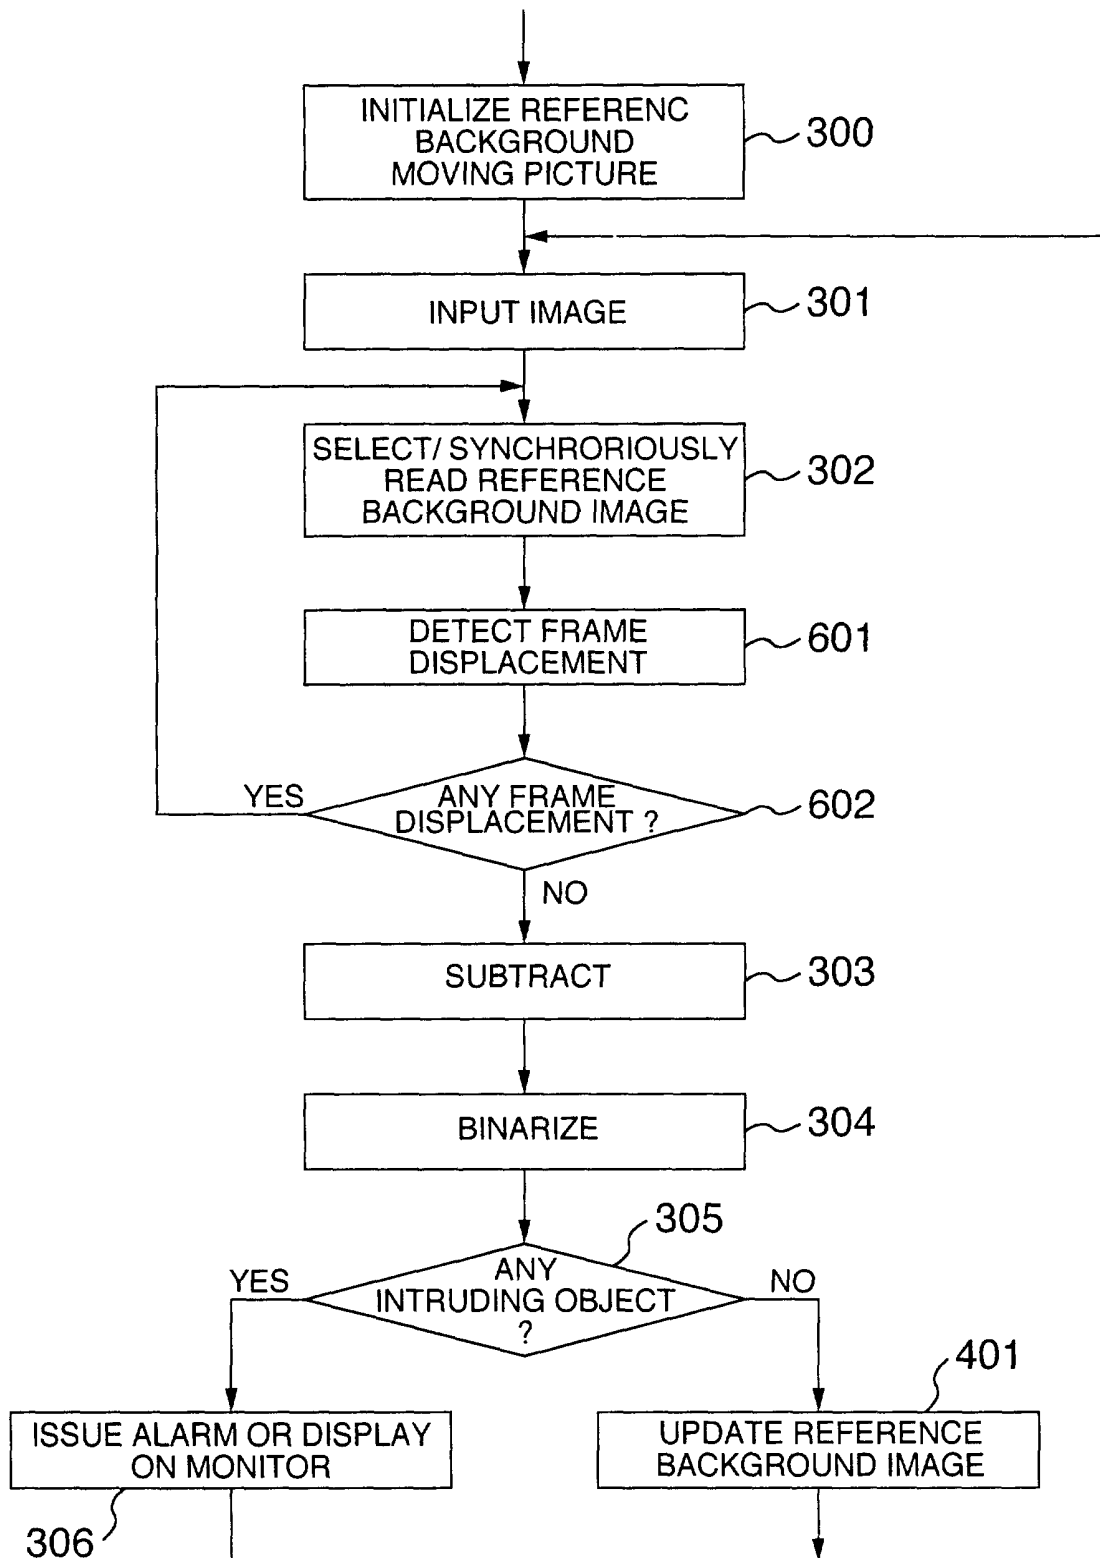 INITIALIZE REFERENC
BACKGROUND
MOVING PICTURE
300
INPUT IMAGE
301
SELECT/ SYNCHRORIOUSLY
READ REFERENCE
BACKGROUND IMAGE
302
DETECT FRAME
DISPLACEMENT
601
YES
ANY FRAME
DISPLACEMENT ?
602
NO
SUBTRACT
303
BINARIZE
304
305
YES
ANY
INTRUDING OBJECT
?
NO
401
ISSUE ALARM OR DISPLAY
ON MONITOR
UPDATE REFERENCE
BACKGROUND IMAGE
306